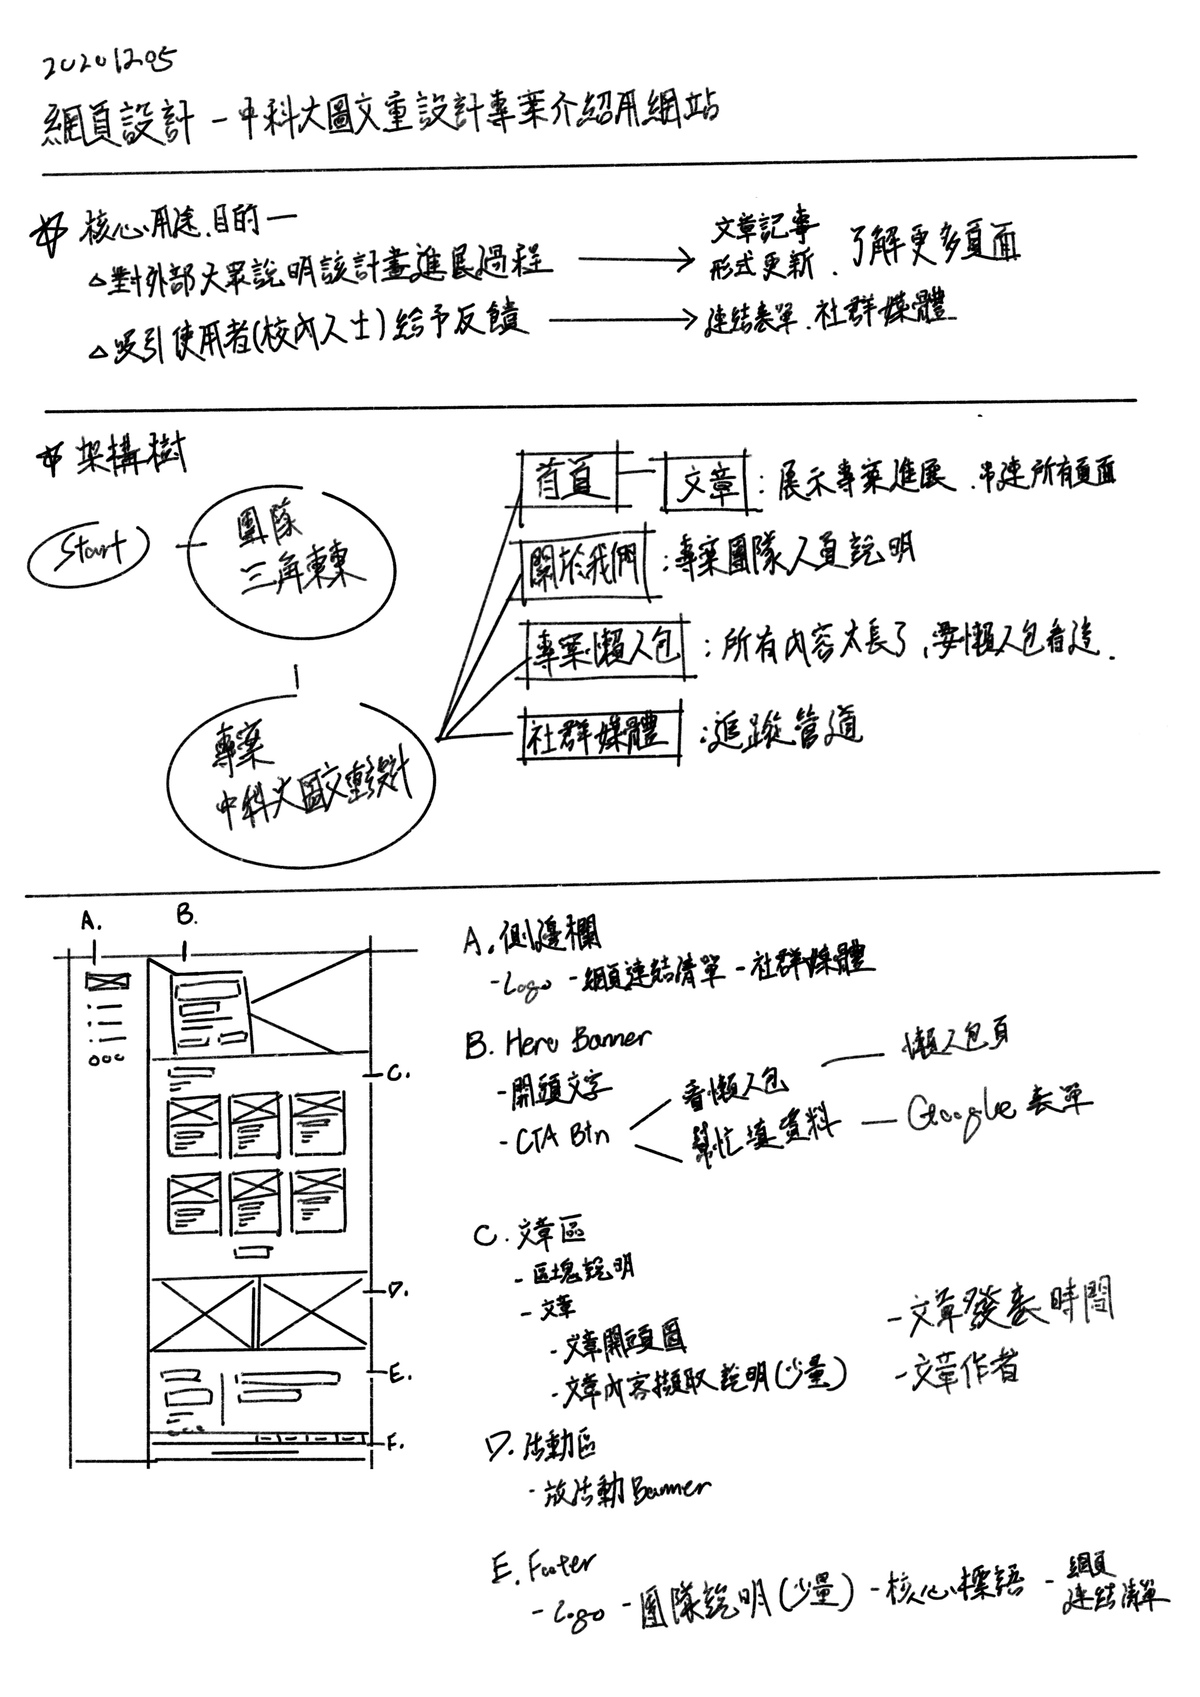 20201205
網頁設計 - 中科大圖文重設計專案介紹用網站
核心用途.目的 —
△對外部大眾說明該計畫進展過程
文章記事
形式更新. 了解更多頁面
△吸引使用者(校內人士)給予反饋
連結表單. 社群媒體
架構樹
Start
團隊
三角東東
專案
中科大圖文重設計
首頁
文章 : 展示專案進展.串連所有頁面
關於我們 : 專案團隊人員說明
專案懶人包 : 所有內容太長了,要懶人包看這.
社群媒體 : 追蹤管道
A.
B.
C.
D.
E.
F.
A. 側邊欄
- Logo - 網頁連結清單 - 社群媒體
B. Hero Banner
- 開頭文字
- CTA Btn
看懶人包 — 懶人包頁
幫忙填資料 — Google 表單
C. 文章區
- 區塊說明
- 文章
- 文章開頭圖
- 文章內容擷取說明(少量)
- 文章發表時間
- 文章作者
D. 活動區
- 放活動Banner
E. Footer
- Logo - 團隊說明(少量) - 核心標語 - 網頁
連結清單